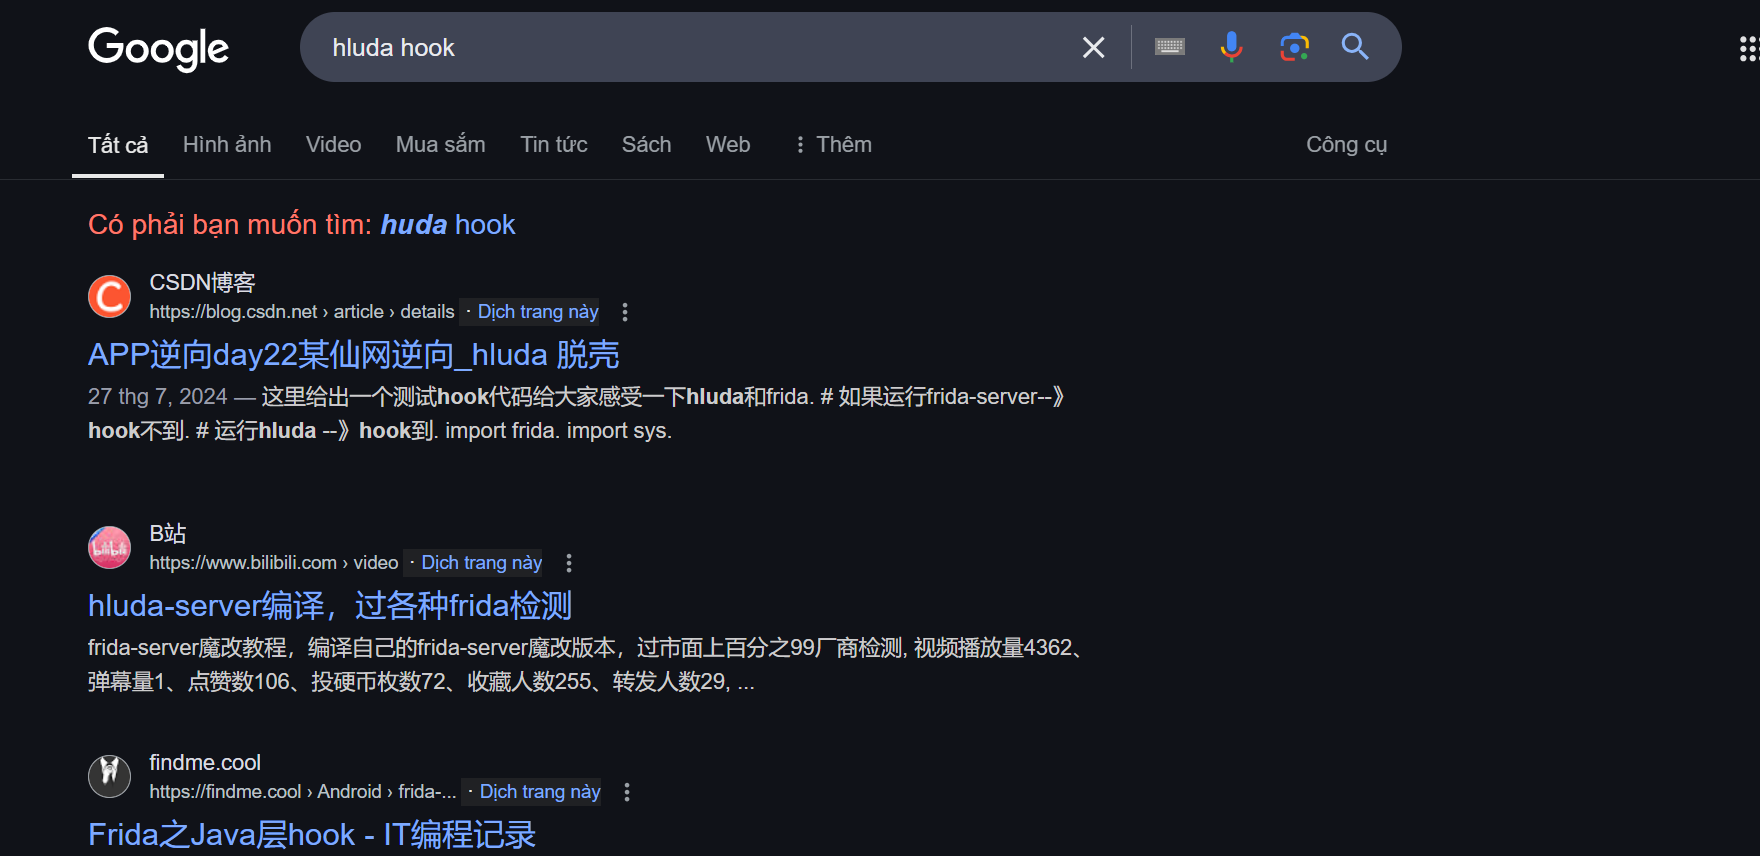 Google
hluda hook
Tất cả Hình ảnh Video Mua sắm Tin tức Sách Web Thêm Công cụ
Có phải bạn muốn tìm: huda hook
CSDN博客
https://blog.csdn.net › article › details · Dịch trang này
APP逆向day22某仙网逆向_hluda 脱壳
27 thg 7, 2024 — 这里给出一个测试hook代码给大家感受一下hluda和frida. # 如果运行frida-server--》
hook不到. # 运行hluda --》hook到. import frida. import sys.
B站
https://www.bilibili.com › video · Dịch trang này
hluda-server编译，过各种frida检测
frida-server魔改教程，编译自己的frida-server魔改版本，过市面上百分之99厂商检测, 视频播放量4362、
弹幕量1、点赞数106、投硬币枚数72、收藏人数255、转发人数29, ...
findme.cool
https://findme.cool › Android › frida-... · Dịch trang này
Frida之Java层hook - IT编程记录